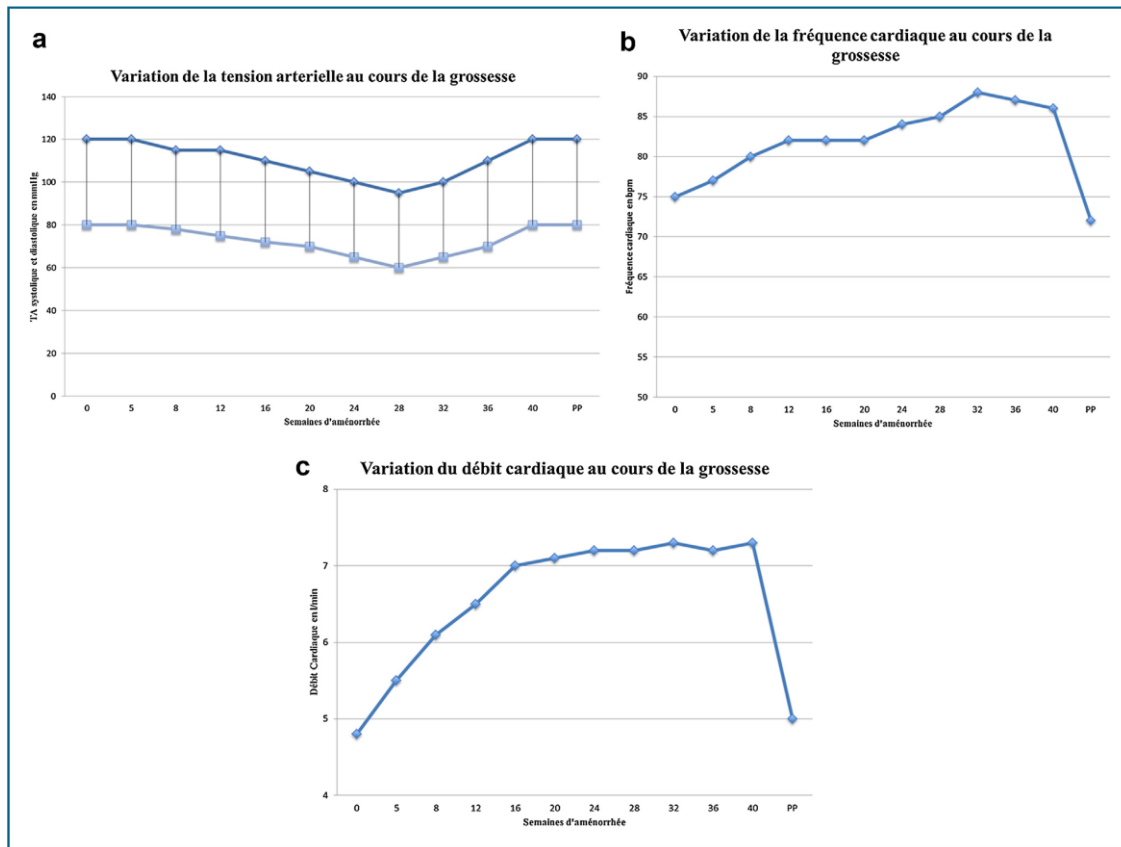 a
Variation de la tension arterielle au cours de la grossesse
TA systolique et diastolique en mmHg
140
120
100
80
60
40
20
0
0 5 8 12 16 20 24 28 32 36 40 PP
Semaines d'aménorrhée
b
Variation de la fréquence cardiaque au cours de la
grossesse
Fréquence cardiaque en bpm
90
85
80
75
70
65
60
55
50
0 5 8 12 16 20 24 28 32 36 40 PP
Semaines d'aménorrhée
c
Variation du débit cardiaque au cours de la grossesse
Débit Cardiaque en l/min
8
7
6
5
4
0 5 8 12 16 20 24 28 32 36 40 PP
Semaines d'aménorrhée